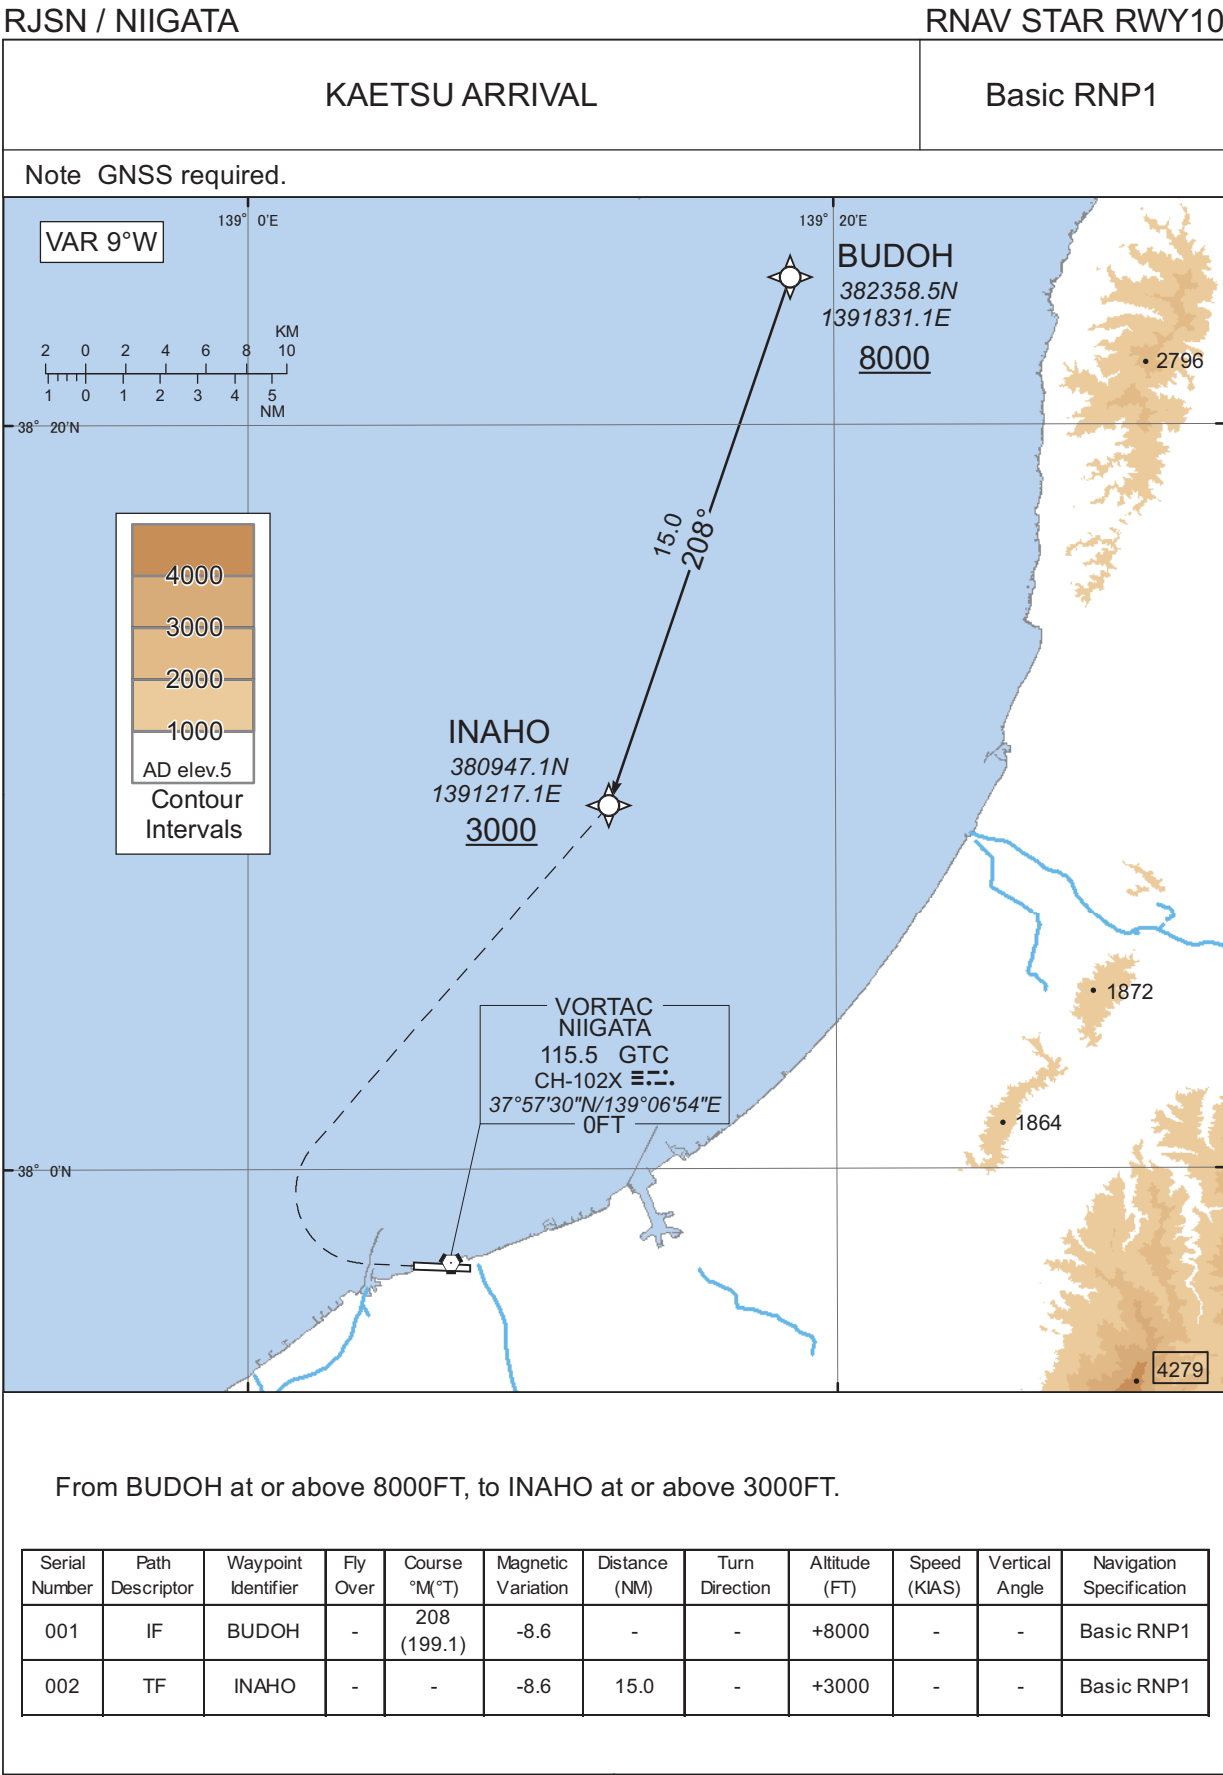 RJSN / NIIGATA
RNAV STAR RWY10
KAETSU ARRIVAL
Basic RNP1
Note GNSS required.
139° 0'E
139° 20'E
VAR 9°W
BUDOH
382358.5N
1391831.1E
8000
KM
2 0 2 4 6 8 10
1 0 1 2 3 4 5
NM
2796
38° 20'N
15.0
208°
4000
3000
2000
1000
AD elev.5
Contour
Intervals
INAHO
380947.1N
1391217.1E
3000
VORTAC
NIIGATA
115.5 GTC
CH-102X
37°57'30"N/139°06'54"E
0FT
1872
1864
38° 0'N
4279
From BUDOH at or above 8000FT, to INAHO at or above 3000FT.
Serial Number | Path Descriptor | Waypoint Identifier | Fly Over | Course °M(°T) | Magnetic Variation | Distance (NM) | Turn Direction | Altitude (FT) | Speed (KIAS) | Vertical Angle | Navigation Specification
001 | IF | BUDOH | - | 208 (199.1) | -8.6 | - | - | +8000 | - | - | Basic RNP1
002 | TF | INAHO | - | - | -8.6 | 15.0 | - | +3000 | - | - | Basic RNP1